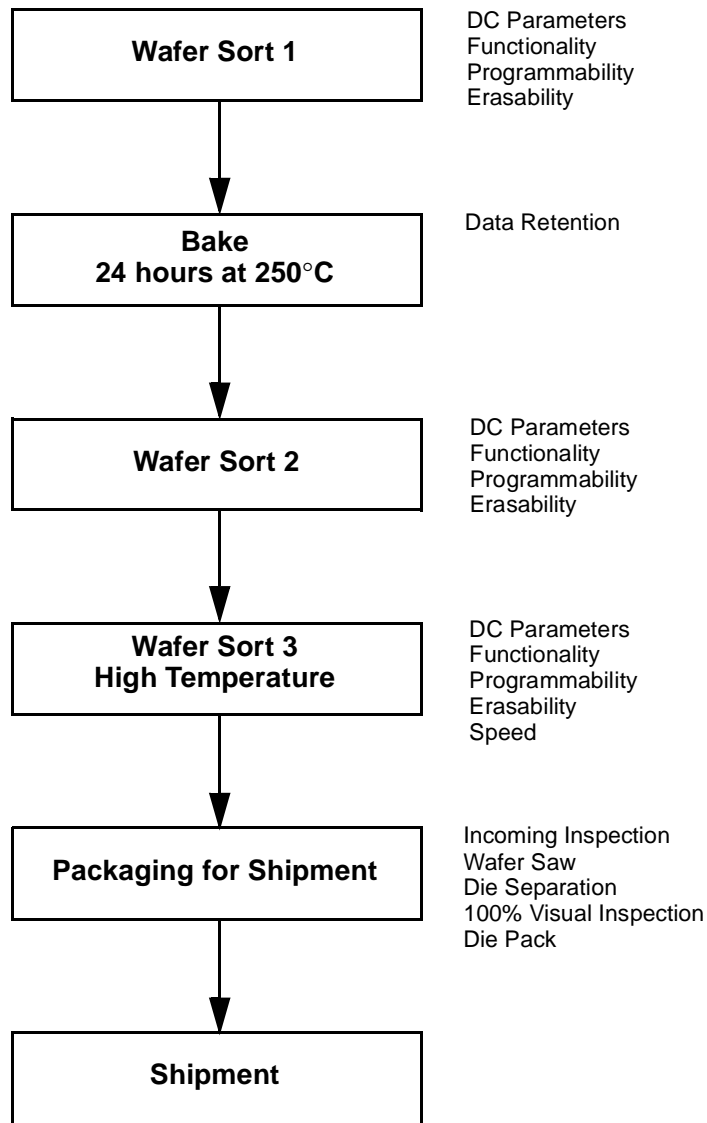 Wafer Sort 1
DC Parameters
Functionality
Programmability
Erasability
Bake
24 hours at 250°C
Data Retention
Wafer Sort 2
DC Parameters
Functionality
Programmability
Erasability
Wafer Sort 3
High Temperature
DC Parameters
Functionality
Programmability
Erasability
Speed
Packaging for Shipment
Incoming Inspection
Wafer Saw
Die Separation
100% Visual Inspection
Die Pack
Shipment